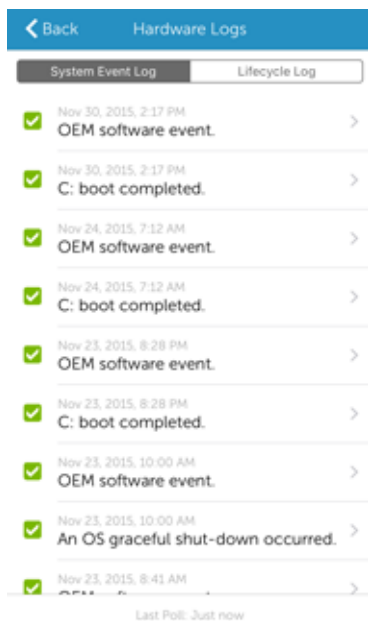 Back
Hardware Logs
System Event Log
Lifecycle Log
Nov 30, 2015, 2:17 PM
OEM software event.
Nov 30, 2015, 2:17 PM
C: boot completed.
Nov 24, 2015, 7:12 AM
OEM software event.
Nov 24, 2015, 7:12 AM
C: boot completed.
Nov 23, 2015, 8:28 PM
OEM software event.
Nov 23, 2015, 8:28 PM
C: boot completed.
Nov 23, 2015, 10:00 AM
OEM software event.
Nov 23, 2015, 10:00 AM
An OS graceful shut-down occurred.
Nov 23, 2015, 8:41 AM
Last Poll: Just now